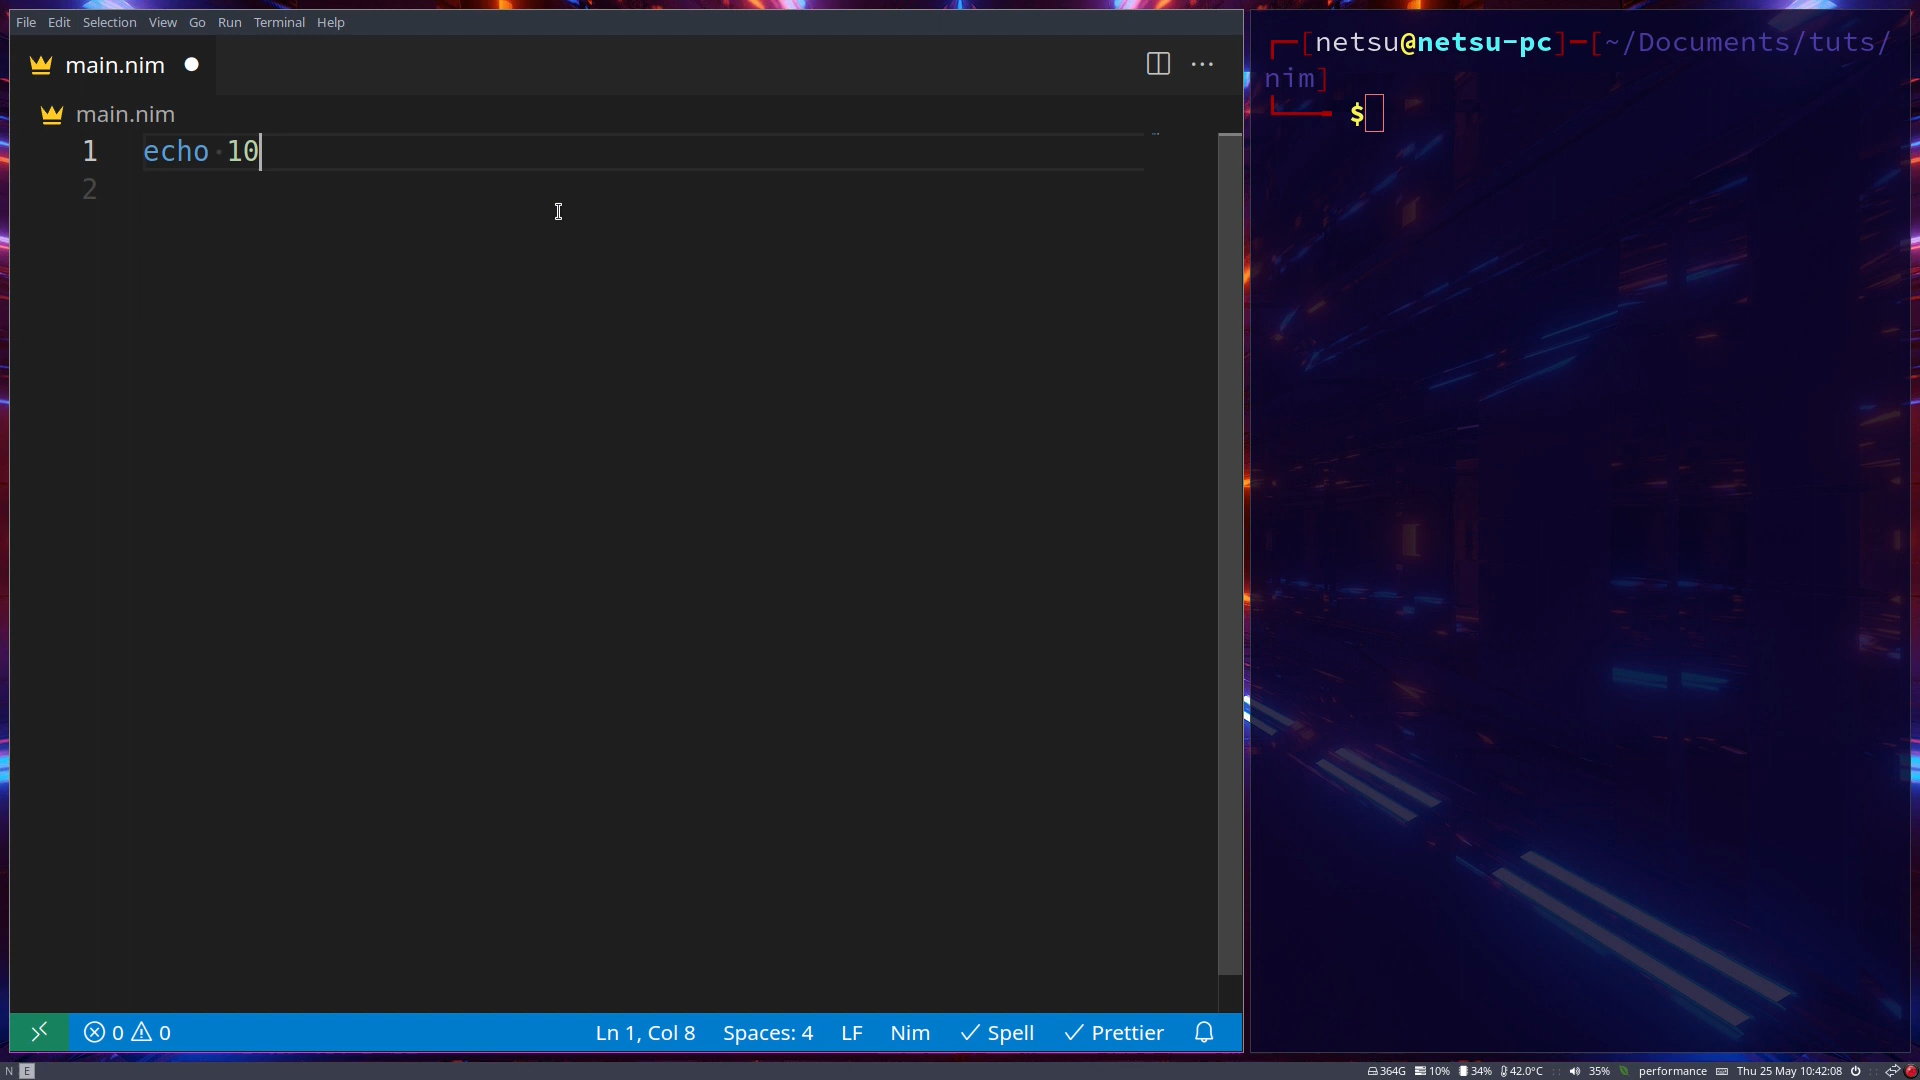 File Edit Selection View Go Run Terminal Help
main.nim
main.nim
1 echo 10
2
Ln 1, Col 8 Spaces: 4 LF Nim Spell Prettier
0 0
[netsu@netsu-pc]-[~/Documents/tuts/
nim]
$
N E
364G 10% 34% 42.0°C 35% performance Thu 25 May 10:42:08